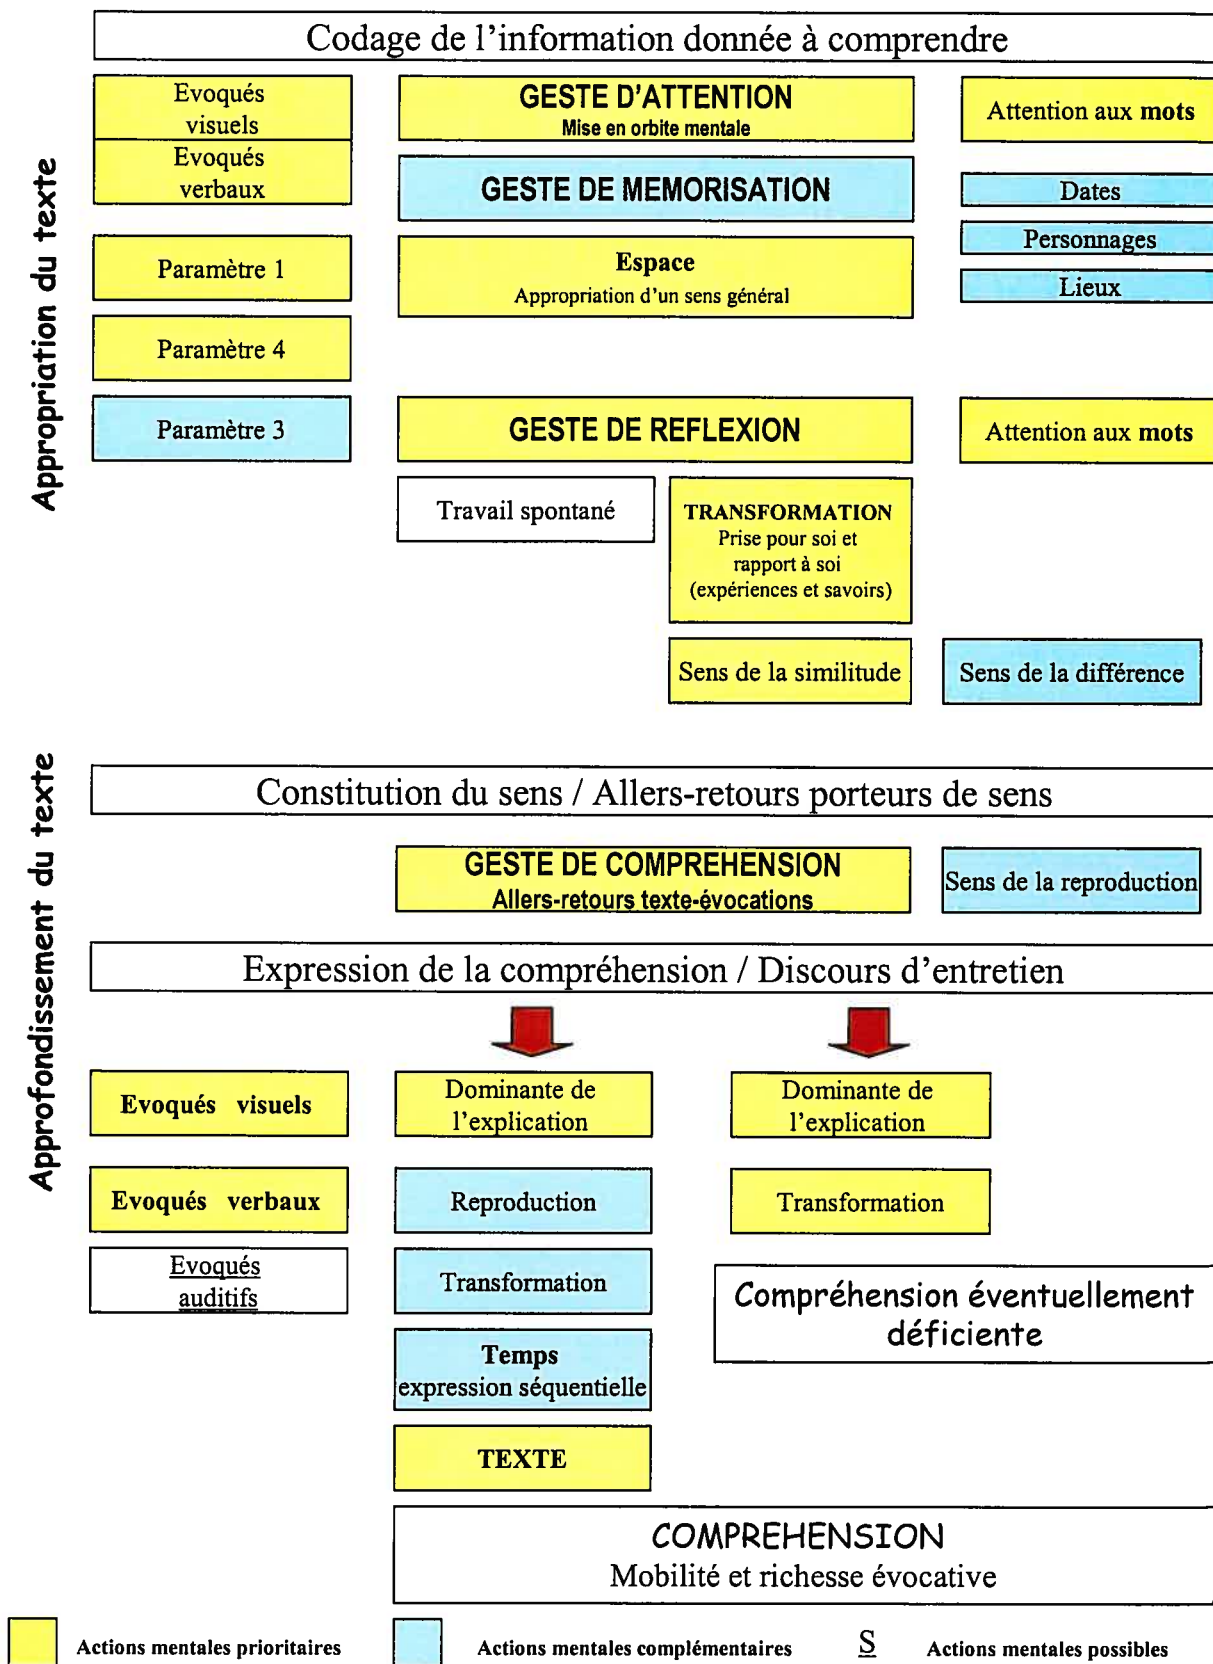 Codage de l'information donnée à comprendre
Appropriation du texte
Evoqués
visuels
GESTE D'ATTENTION
Mise en orbite mentale
Attention aux mots
Evoqués
verbaux
GESTE DE MEMORISATION
Dates
Personnages
Lieux
Paramètre 1
Espace
Appropriation d'un sens général
Paramètre 4
Paramètre 3
GESTE DE REFLEXION
Attention aux mots
Travail spontané
TRANSFORMATION
Prise pour soi et
rapport à soi
(expériences et savoirs)
Sens de la similitude
Sens de la différence
Approfondissement du texte
Constitution du sens / Allers-retours porteurs de sens
GESTE DE COMPREHENSION
Allers-retours texte-évocations
Sens de la reproduction
Expression de la compréhension / Discours d'entretien
Evoqués visuels
Dominante de
l'explication
Dominante de
l'explication
Evoqués verbaux
Reproduction
Transformation
Evoqués
auditifs
Transformation
Compréhension éventuellement
déficiente
Temps
expression séquentielle
TEXTE
COMPREHENSION
Mobilité et richesse évocative
Actions mentales prioritaires
Actions mentales complémentaires
S Actions mentales possibles